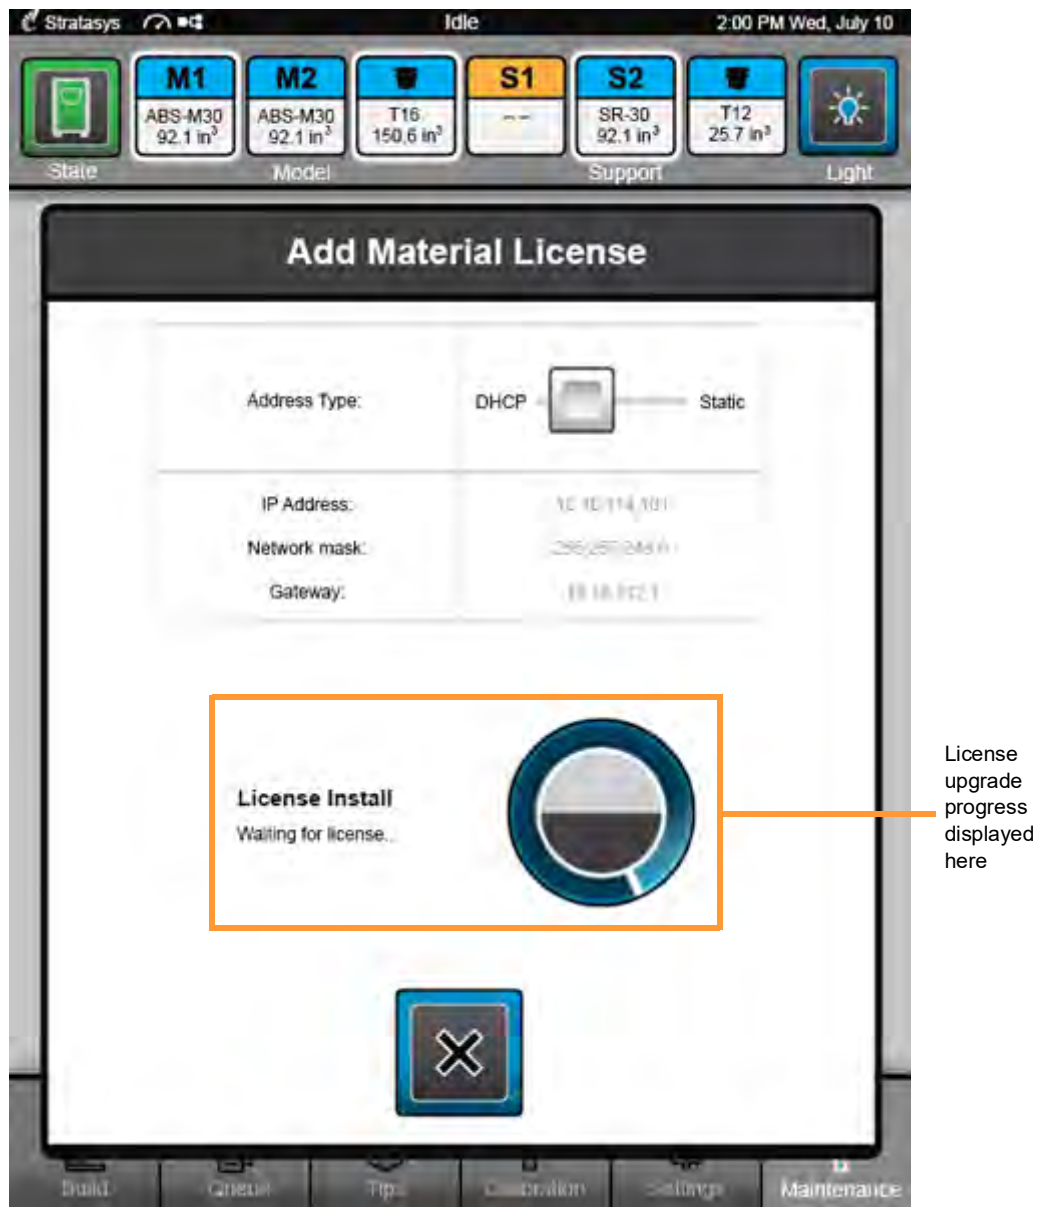 Stratasys Idle 2:00 PM Wed, July 10
M1 M2 S1 S2
ABS-M30 ABS-M30 T16 -- SR-30 T12
92.1 in³ 92.1 in³ 150.6 in³ 92.1 in³ 25.7 in³
State Model Support Light
Add Material License
Address Type: DHCP Static
IP Address:
Network mask:
Gateway:
License Install
Waiting for license..
License
upgrade
progress
displayed
here
Build Queue Tips Calibration Settings Maintenance